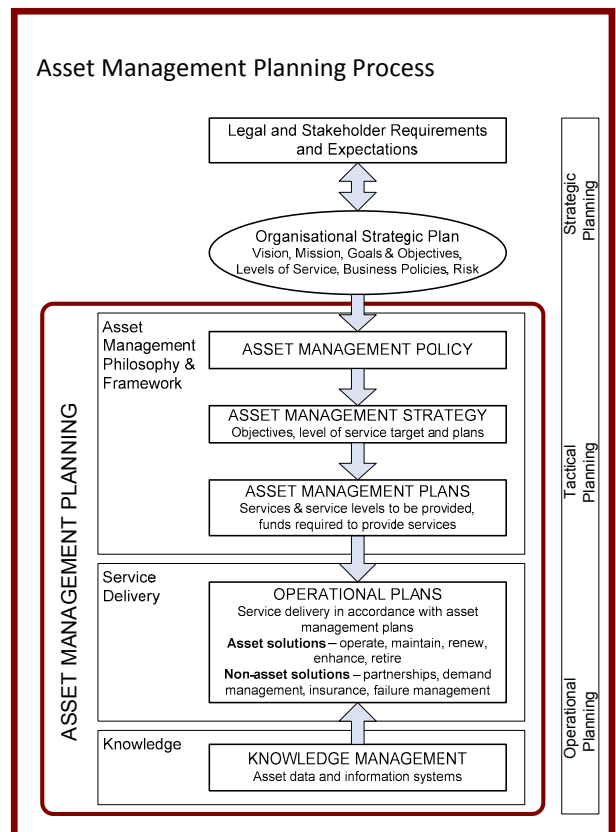 Asset Management Planning Process
Legal and Stakeholder Requirements
and Expectations
Organisational Strategic Plan
Vision, Mission, Goals & Objectives,
Levels of Service, Business Policies, Risk
Strategic
Planning
ASSET MANAGEMENT PLANNING
Asset
Management
Philosophy &
Framework
ASSET MANAGEMENT POLICY
ASSET MANAGEMENT STRATEGY
Objectives, level of service target and plans
ASSET MANAGEMENT PLANS
Services & service levels to be provided,
funds required to provide services
Tactical
Planning
Service
Delivery
OPERATIONAL PLANS
Service delivery in accordance with asset
management plans
Asset solutions – operate, maintain, renew,
enhance, retire
Non-asset solutions – partnerships, demand
management, insurance, failure management
Operational
Planning
Knowledge
KNOWLEDGE MANAGEMENT
Asset data and information systems